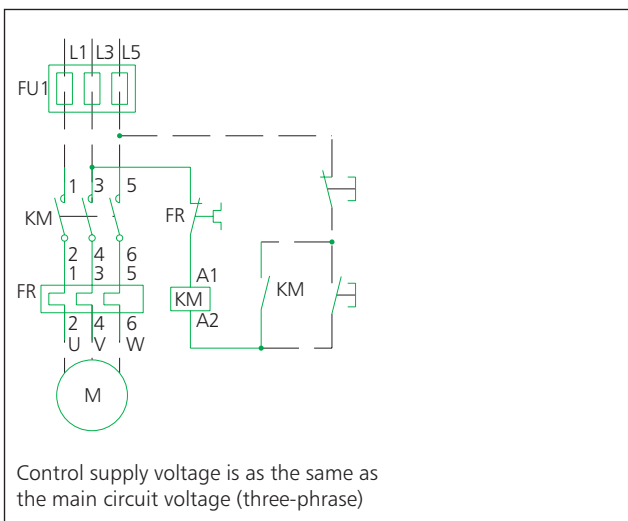 L1 L3 L5
FU1
1 3 5
KM
FR
2 4 6
1 3 5
FR
A1
KM
A2
KM
2 4 6
U V W
M
Control supply voltage is as the same as
the main circuit voltage (three-phrase)